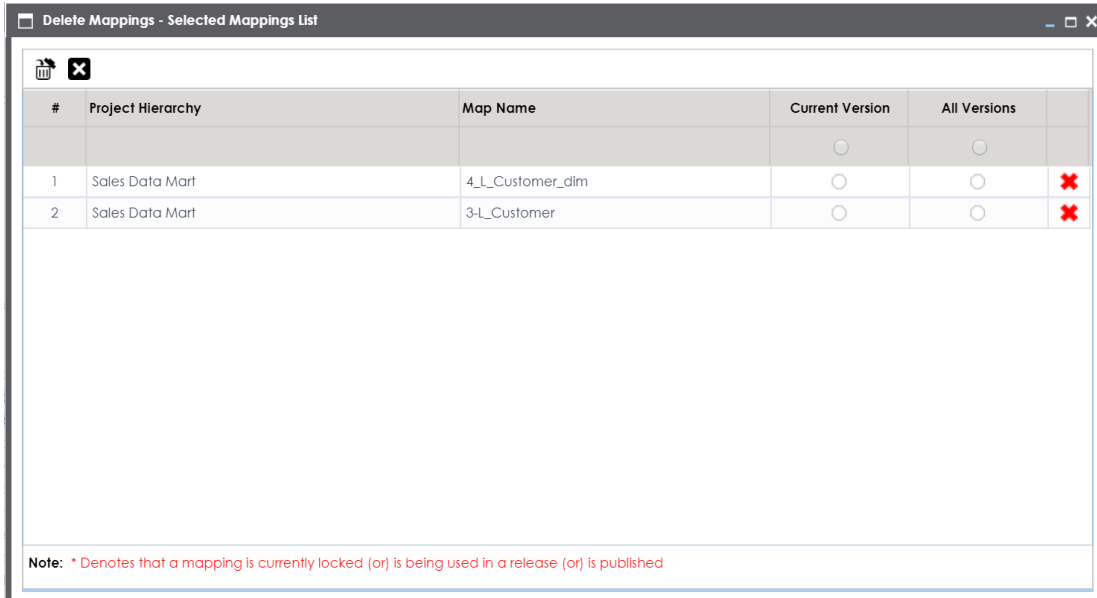 Delete Mappings - Selected Mappings List
# Project Hierarchy Map Name Current Version All Versions
1 Sales Data Mart 4_L_Customer_dim
2 Sales Data Mart 3-L_Customer
Note: * Denotes that a mapping is currently locked (or) is being used in a release (or) is published